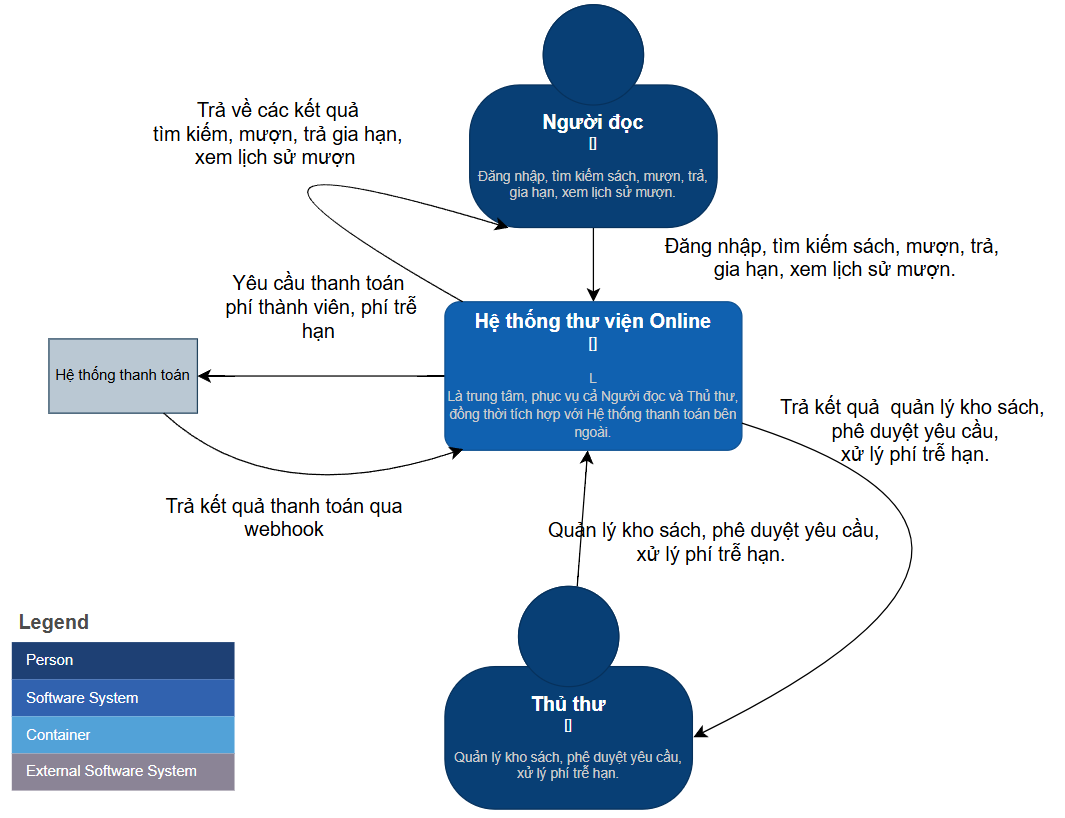 Người đọc
[]
Đăng nhập, tìm kiếm sách, mượn, trả,
gia hạn, xem lịch sử mượn.
Trả về các kết quả
tìm kiếm, mượn, trả gia hạn,
xem lịch sử mượn
Đăng nhập, tìm kiếm sách, mượn, trả,
gia hạn, xem lịch sử mượn.
Yêu cầu thanh toán
phí thành viên, phí trễ
hạn
Hệ thống thư viện Online
[]
L
Là trung tâm, phục vụ cả Người đọc và Thủ thư,
đồng thời tích hợp với Hệ thống thanh toán bên
ngoài.
Hệ thống thanh toán
Trả kết quả  quản lý kho sách,
phê duyệt yêu cầu,
xử lý phí trễ hạn.
Trả kết quả thanh toán qua
webhook
Quản lý kho sách, phê duyệt yêu cầu,
xử lý phí trễ hạn.
Thủ thư
[]
Quản lý kho sách, phê duyệt yêu cầu,
xử lý phí trễ hạn.
Legend
Person
Software System
Container
External Software System